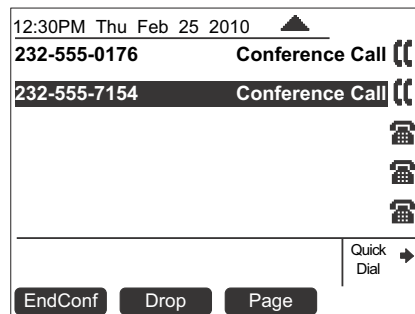 12:30PM Thu Feb 25 2010
232-555-0176 Conference Call
232-555-7154 Conference Call
Quick
Dial
EndConf Drop Page